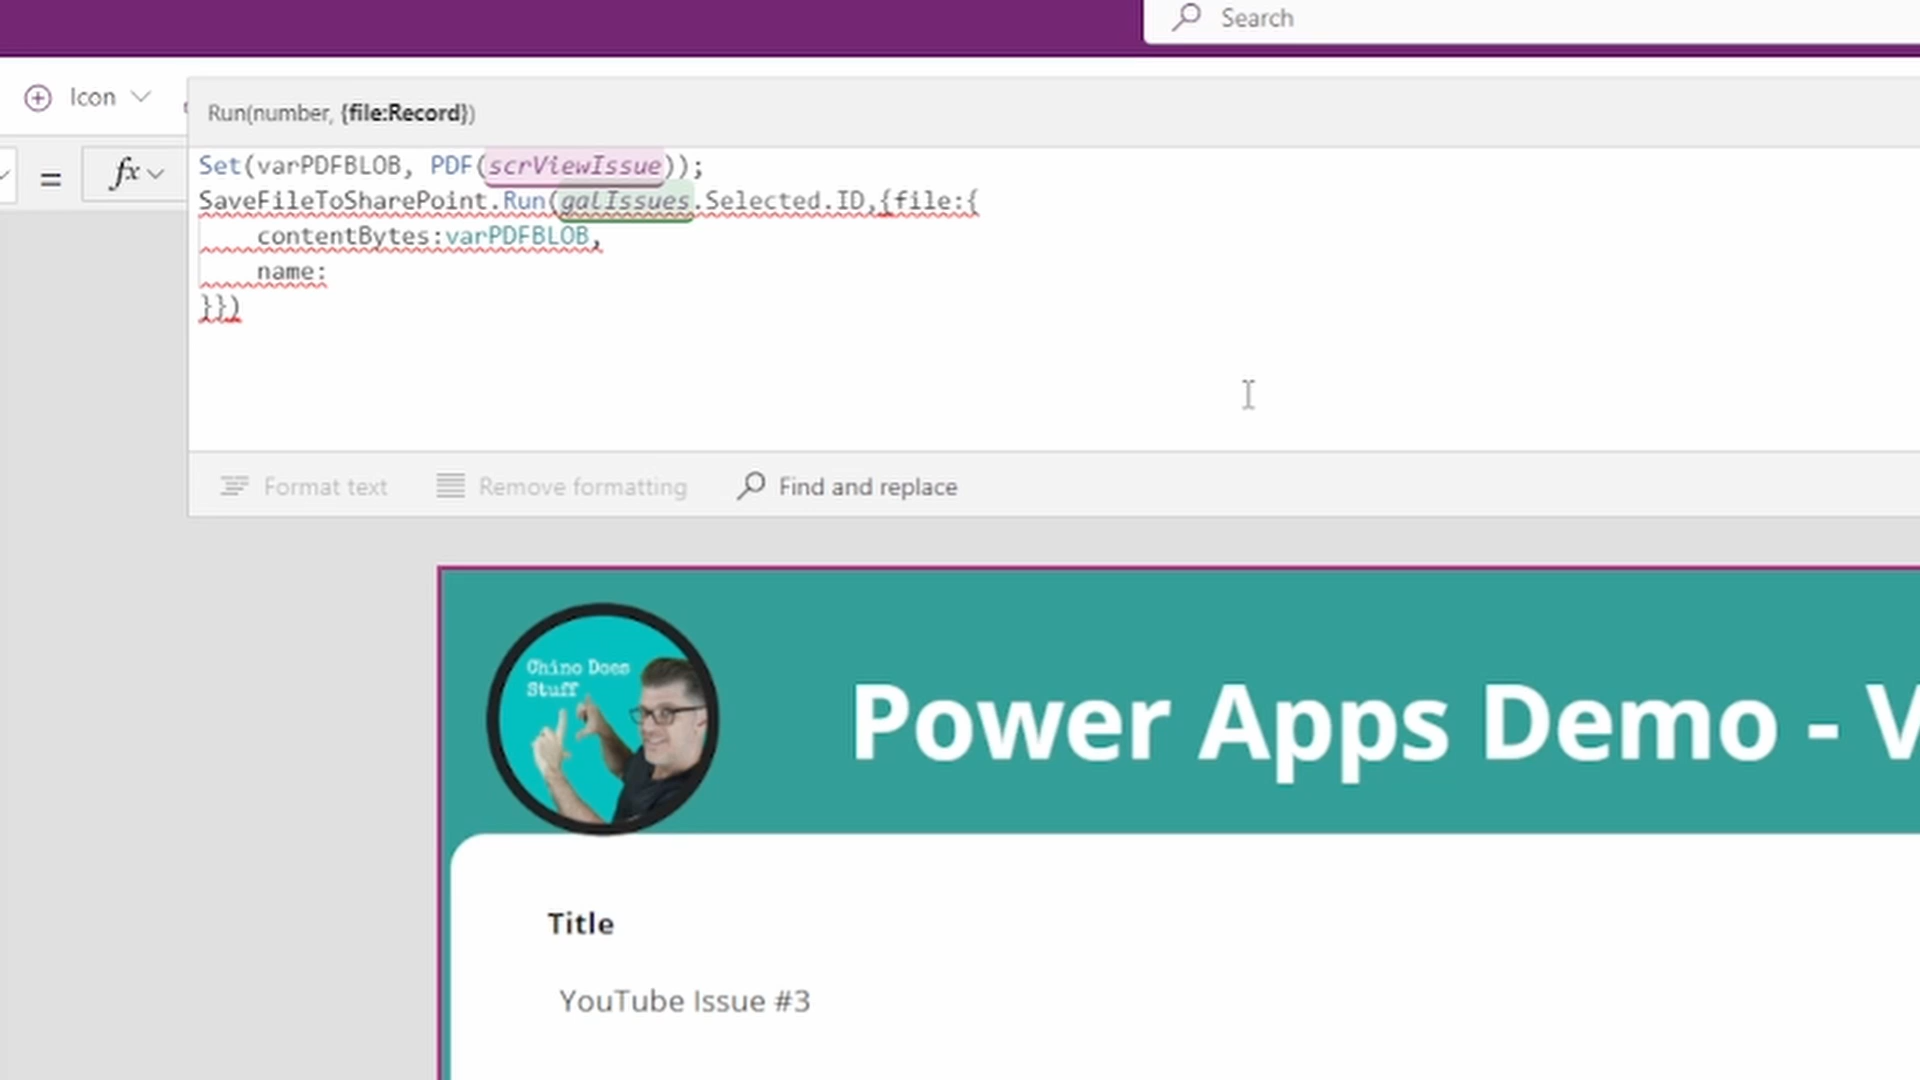 Search
Icon
Run(number, {file:Record})
= fx
Set(varPDFBLOB, PDF(scrViewIssue));
SaveFileToSharePoint.Run(galIssues.Selected.ID,{file:{
contentBytes:varPDFBLOB,
name:
}})
Format text
Remove formatting
Find and replace
Chino Does
Stuff
Power Apps Demo - V
Title
YouTube Issue #3